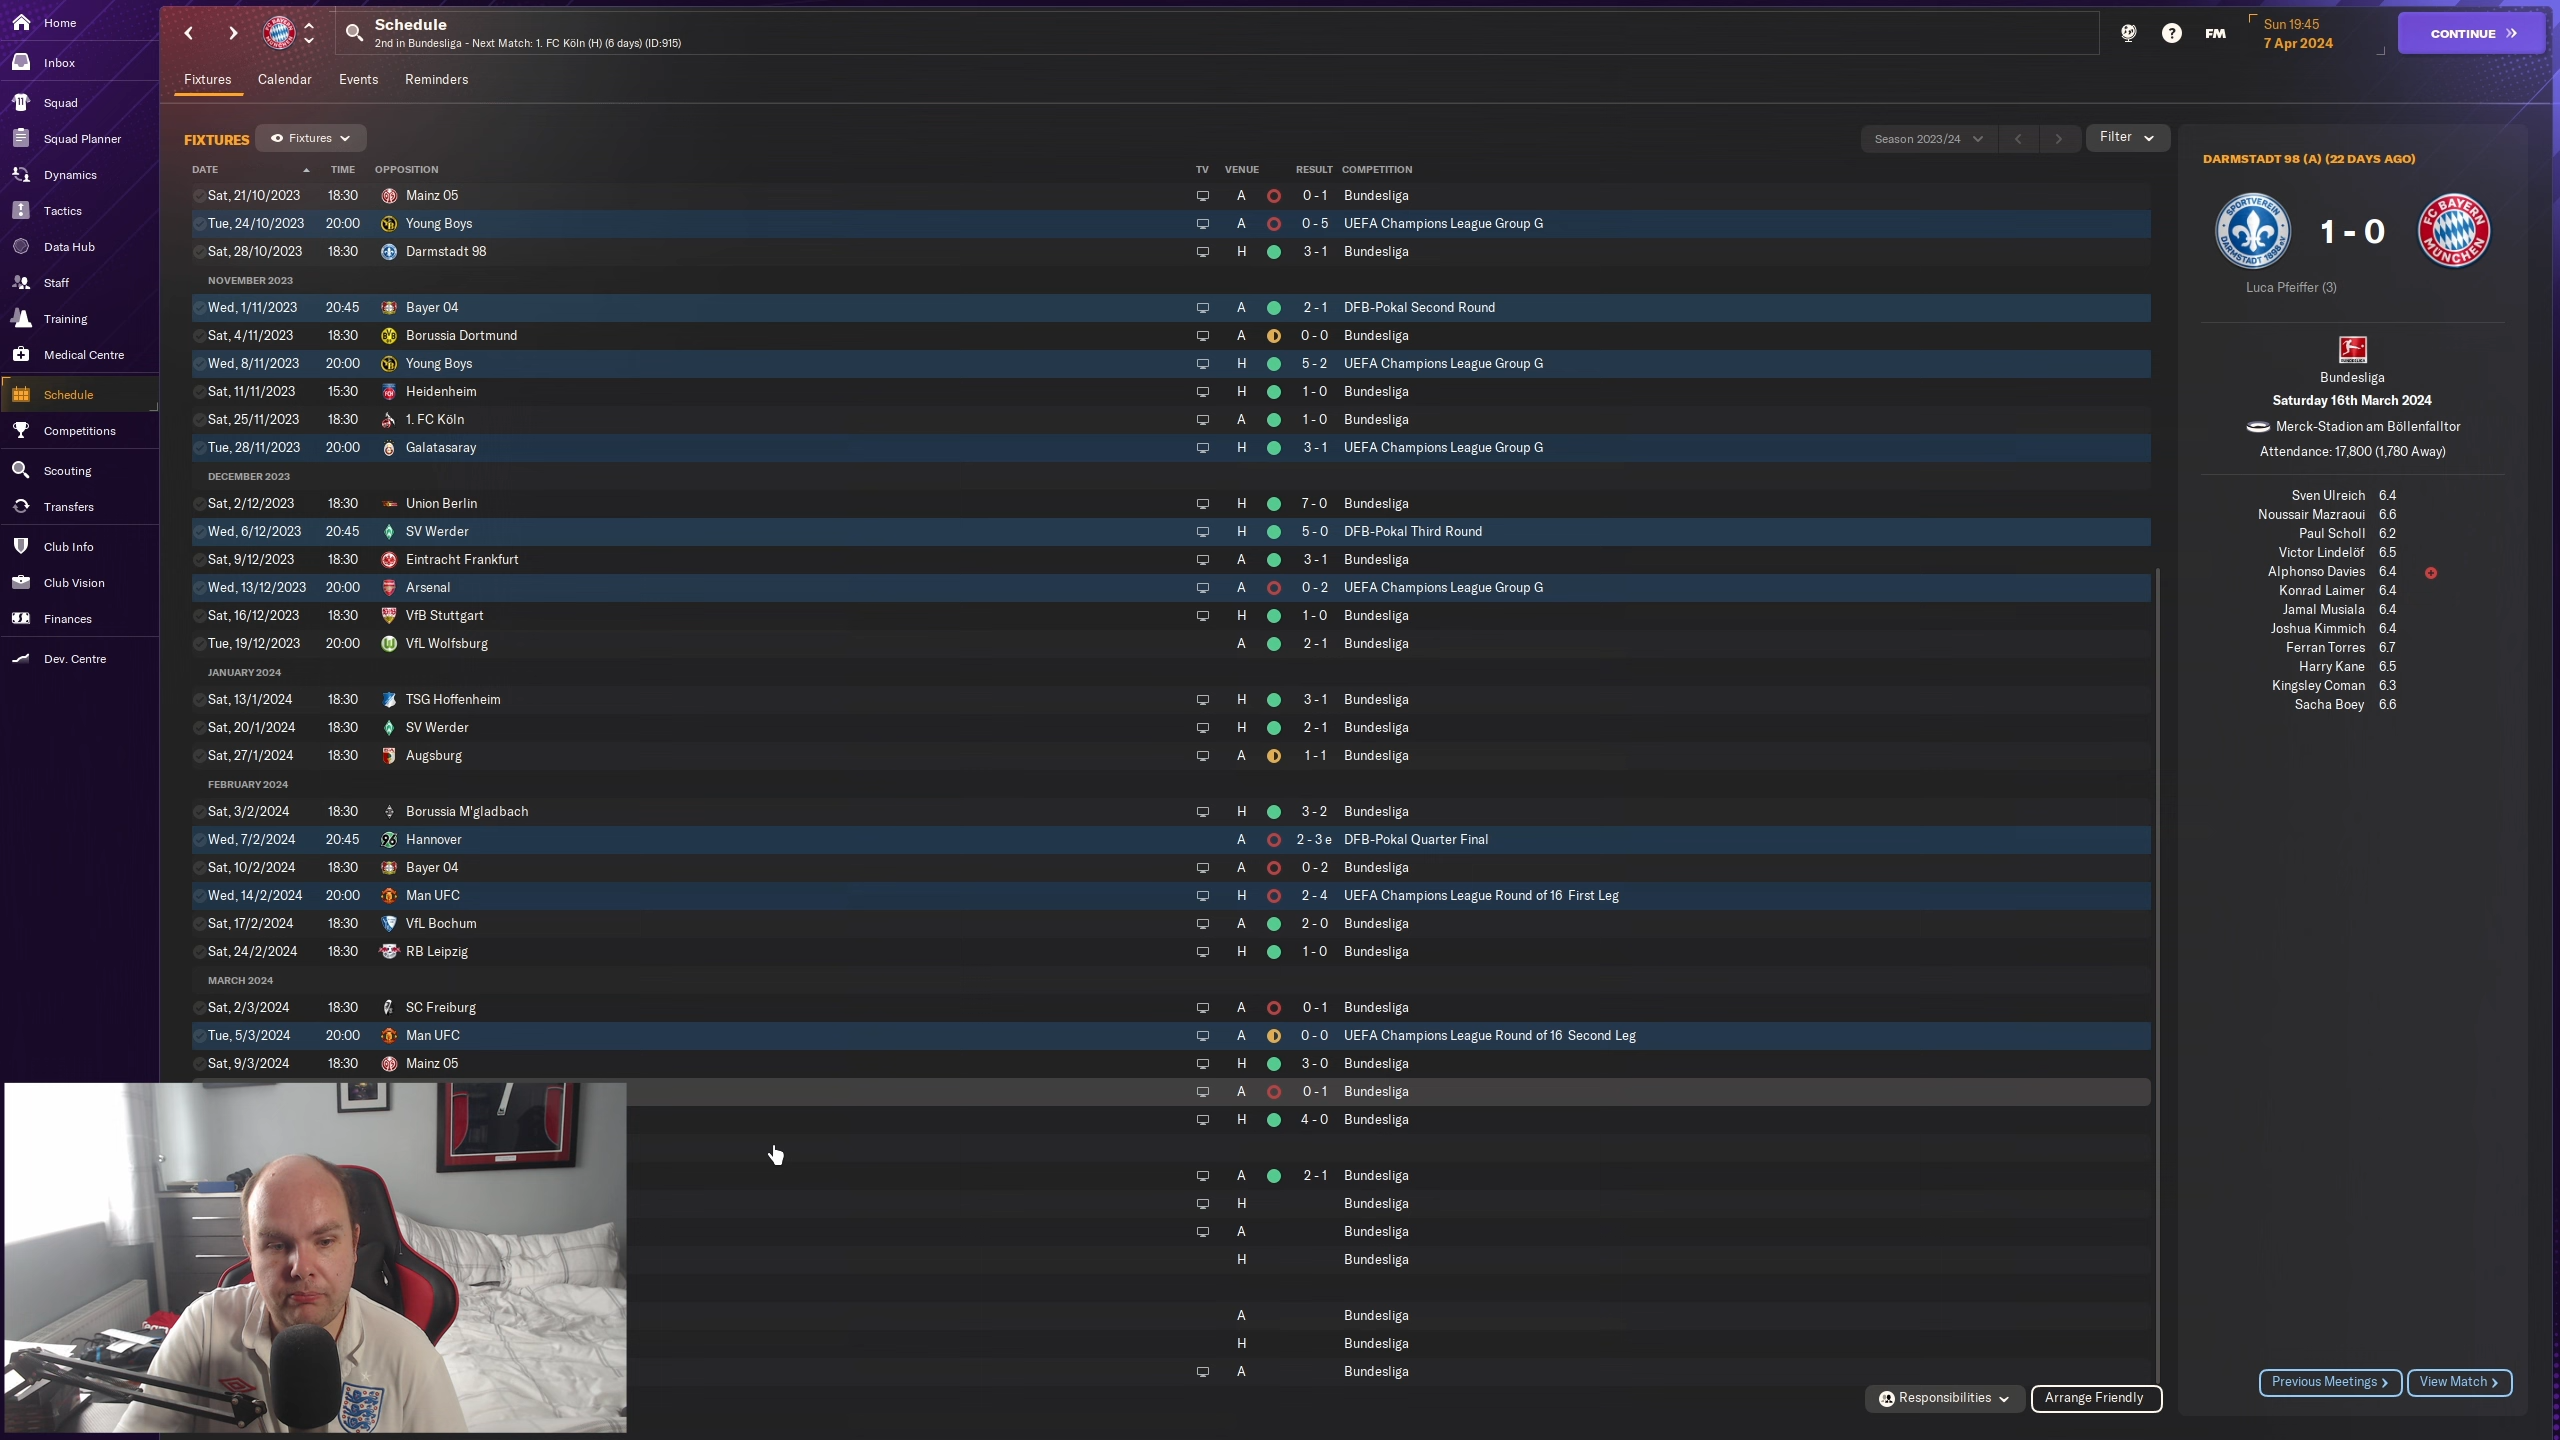 Home
Inbox
Squad
Squad Planner
Dynamics
Tactics
Data Hub
Staff
Training
Medical Centre
Schedule
Competitions
Scouting
Transfers
Club Info
Club Vision
Finances
Dev. Centre
Schedule
2nd in Bundesliga - Next Match: 1. FC Köln (H) (6 days) (ID:915)
FM
Sun 19:45
7 Apr 2024
CONTINUE
Fixtures Calendar Events Reminders
FIXTURES Fixtures Season 2023/24 Filter
DATE TIME OPPOSITION TV VENUE RESULT COMPETITION
Sat, 21/10/2023 18:30 Mainz 05 A 0 - 1 Bundesliga
Tue, 24/10/2023 20:00 Young Boys A 0 - 5 UEFA Champions League Group G
Sat, 28/10/2023 18:30 Darmstadt 98 H 3 - 1 Bundesliga
NOVEMBER 2023
Wed, 1/11/2023 20:45 Bayer 04 A 2 - 1 DFB-Pokal Second Round
Sat, 4/11/2023 18:30 Borussia Dortmund A 0 - 0 Bundesliga
Wed, 8/11/2023 20:00 Young Boys H 5 - 2 UEFA Champions League Group G
Sat, 11/11/2023 15:30 Heidenheim H 1 - 0 Bundesliga
Sat, 25/11/2023 18:30 1. FC Köln A 1 - 0 Bundesliga
Tue, 28/11/2023 20:00 Galatasaray H 3 - 1 UEFA Champions League Group G
DECEMBER 2023
Sat, 2/12/2023 18:30 Union Berlin H 7 - 0 Bundesliga
Wed, 6/12/2023 20:45 SV Werder H 5 - 0 DFB-Pokal Third Round
Sat, 9/12/2023 18:30 Eintracht Frankfurt A 3 - 1 Bundesliga
Wed, 13/12/2023 20:00 Arsenal A 0 - 2 UEFA Champions League Group G
Sat, 16/12/2023 18:30 VfB Stuttgart H 1 - 0 Bundesliga
Tue, 19/12/2023 20:00 VfL Wolfsburg A 2 - 1 Bundesliga
JANUARY 2024
Sat, 13/1/2024 18:30 TSG Hoffenheim H 3 - 1 Bundesliga
Sat, 20/1/2024 18:30 SV Werder H 2 - 1 Bundesliga
Sat, 27/1/2024 18:30 Augsburg A 1 - 1 Bundesliga
FEBRUARY 2024
Sat, 3/2/2024 18:30 Borussia M'gladbach H 3 - 2 Bundesliga
Wed, 7/2/2024 20:45 Hannover A 2 - 3 e DFB-Pokal Quarter Final
Sat, 10/2/2024 18:30 Bayer 04 A 0 - 2 Bundesliga
Wed, 14/2/2024 20:00 Man UFC H 2 - 4 UEFA Champions League Round of 16 First Leg
Sat, 17/2/2024 18:30 VfL Bochum A 2 - 0 Bundesliga
Sat, 24/2/2024 18:30 RB Leipzig H 1 - 0 Bundesliga
MARCH 2024
Sat, 2/3/2024 18:30 SC Freiburg A 0 - 1 Bundesliga
Tue, 5/3/2024 20:00 Man UFC A 0 - 0 UEFA Champions League Round of 16 Second Leg
Sat, 9/3/2024 18:30 Mainz 05 H 3 - 0 Bundesliga
A 0 - 1 Bundesliga
H 4 - 0 Bundesliga
A 2 - 1 Bundesliga
H Bundesliga
A Bundesliga
H Bundesliga
A Bundesliga
H Bundesliga
A Bundesliga
Responsibilities Arrange Friendly
DARMSTADT 98 (A) (22 DAYS AGO)
SPORTVEREIN
DARMSTADT 1898 eV
1 - 0
FC BAYERN
MÜNCHEN
Luca Pfeiffer (3)
BUNDESLIGA
Bundesliga
Saturday 16th March 2024
Merck-Stadion am Böllenfalltor
Attendance: 17,800 (1,780 Away)
Sven Ulreich 6.4
Noussair Mazraoui 6.6
Paul Scholl 6.2
Victor Lindelöf 6.5
Alphonso Davies 6.4
Konrad Laimer 6.4
Jamal Musiala 6.4
Joshua Kimmich 6.4
Ferran Torres 6.7
Harry Kane 6.5
Kingsley Coman 6.3
Sacha Boey 6.6
Previous Meetings View Match